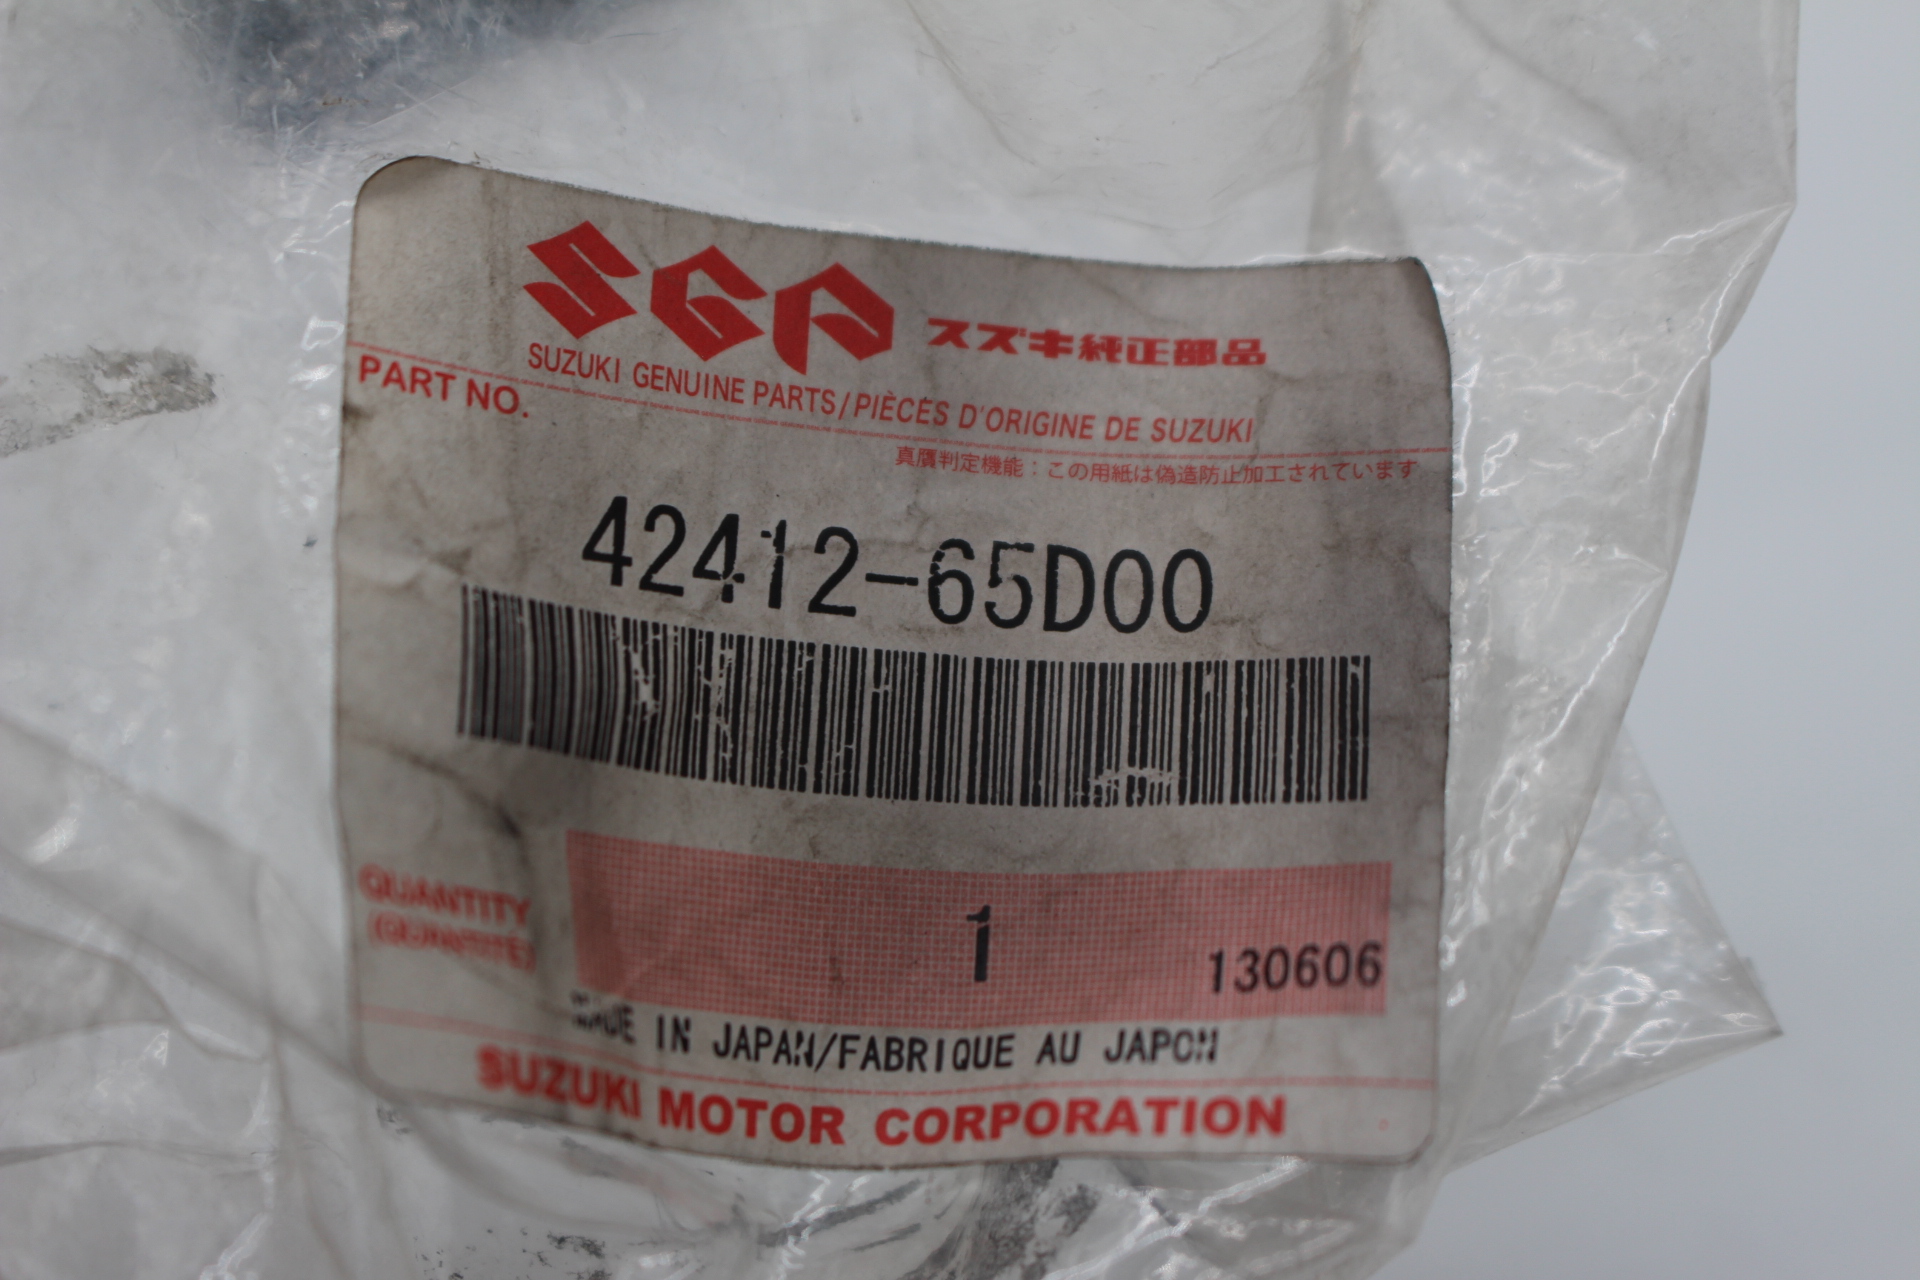 SGP スズキ純正部品
SUZUKI GENUINE PARTS/PIÈCES D'ORIGINE DE SUZUKI
PART NO.
真贋判定機能：この用紙は偽造防止加工されています
42412-65D00
QUANTITY
(QUANTITE)
1
130606
MADE IN JAPAN/FABRIQUE AU JAPON
SUZUKI MOTOR CORPORATION